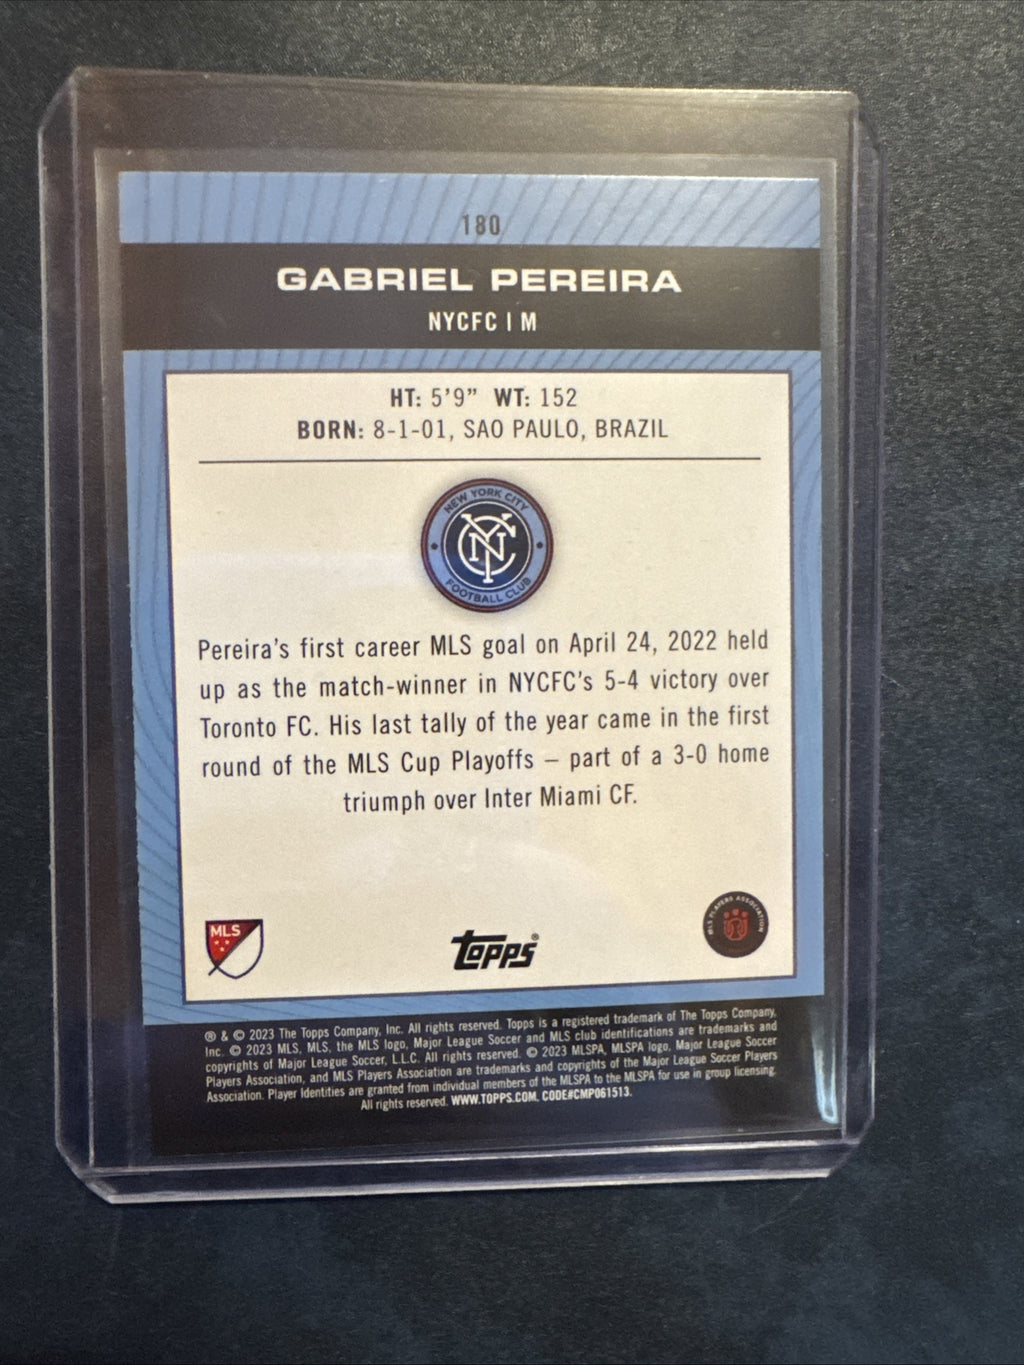 180
GABRIEL PEREIRA
NYCFC | M
HT: 5'9" WT: 152
BORN: 8-1-01, SAO PAULO, BRAZIL
NEW YORK CITY
NYC
FOOTBALL CLUB
Pereira's first career MLS goal on April 24, 2022 held
up as the match-winner in NYCFC's 5-4 victory over
Toronto FC. His last tally of the year came in the first
round of the MLS Cup Playoffs – part of a 3-0 home
triumph over Inter Miami CF.
MLS
Topps®
MLS PLAYERS ASSOCIATION
® & © 2023 The Topps Company, Inc. All rights reserved. Topps is a registered trademark of The Topps Company,
Inc. © 2023 MLS, MLS, the MLS logo, Major League Soccer and MLS club identifications are trademarks and
copyrights of Major League Soccer, L.L.C. All rights reserved. © 2023 MLSPA, MLSPA logo, Major League Soccer
Players Association, and MLS Players Association are trademarks and copyrights of the Major League Soccer Players
Association. Player Identities are granted from individual members of the MLSPA to the MLSPA for use in group licensing.
All rights reserved. WWW.TOPPS.COM. CODE#CMP061513.